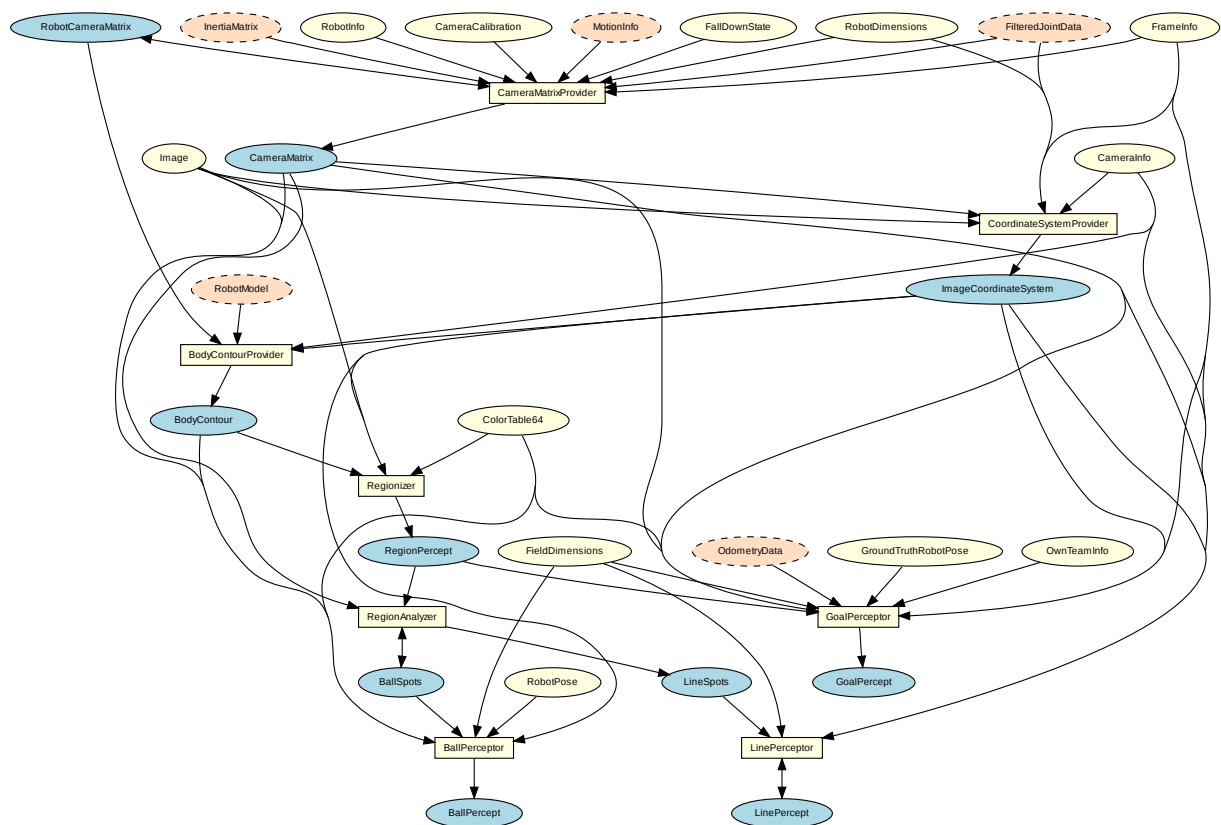 RobotCameraMatrix
InertiaMatrix
RobotInfo
CameraCalibration
MotionInfo
FallDownState
RobotDimensions
FilteredJointData
FrameInfo
CameraMatrixProvider
Image
CameraMatrix
CameraInfo
CoordinateSystemProvider
RobotModel
ImageCoordinateSystem
BodyContourProvider
BodyContour
ColorTable64
Regionizer
RegionPercept
FieldDimensions
OdometryData
GroundTruthRobotPose
OwnTeamInfo
RegionAnalyzer
GoalPerceptor
BallSpots
RobotPose
LineSpots
GoalPercept
BallPerceptor
LinePerceptor
BallPercept
LinePercept